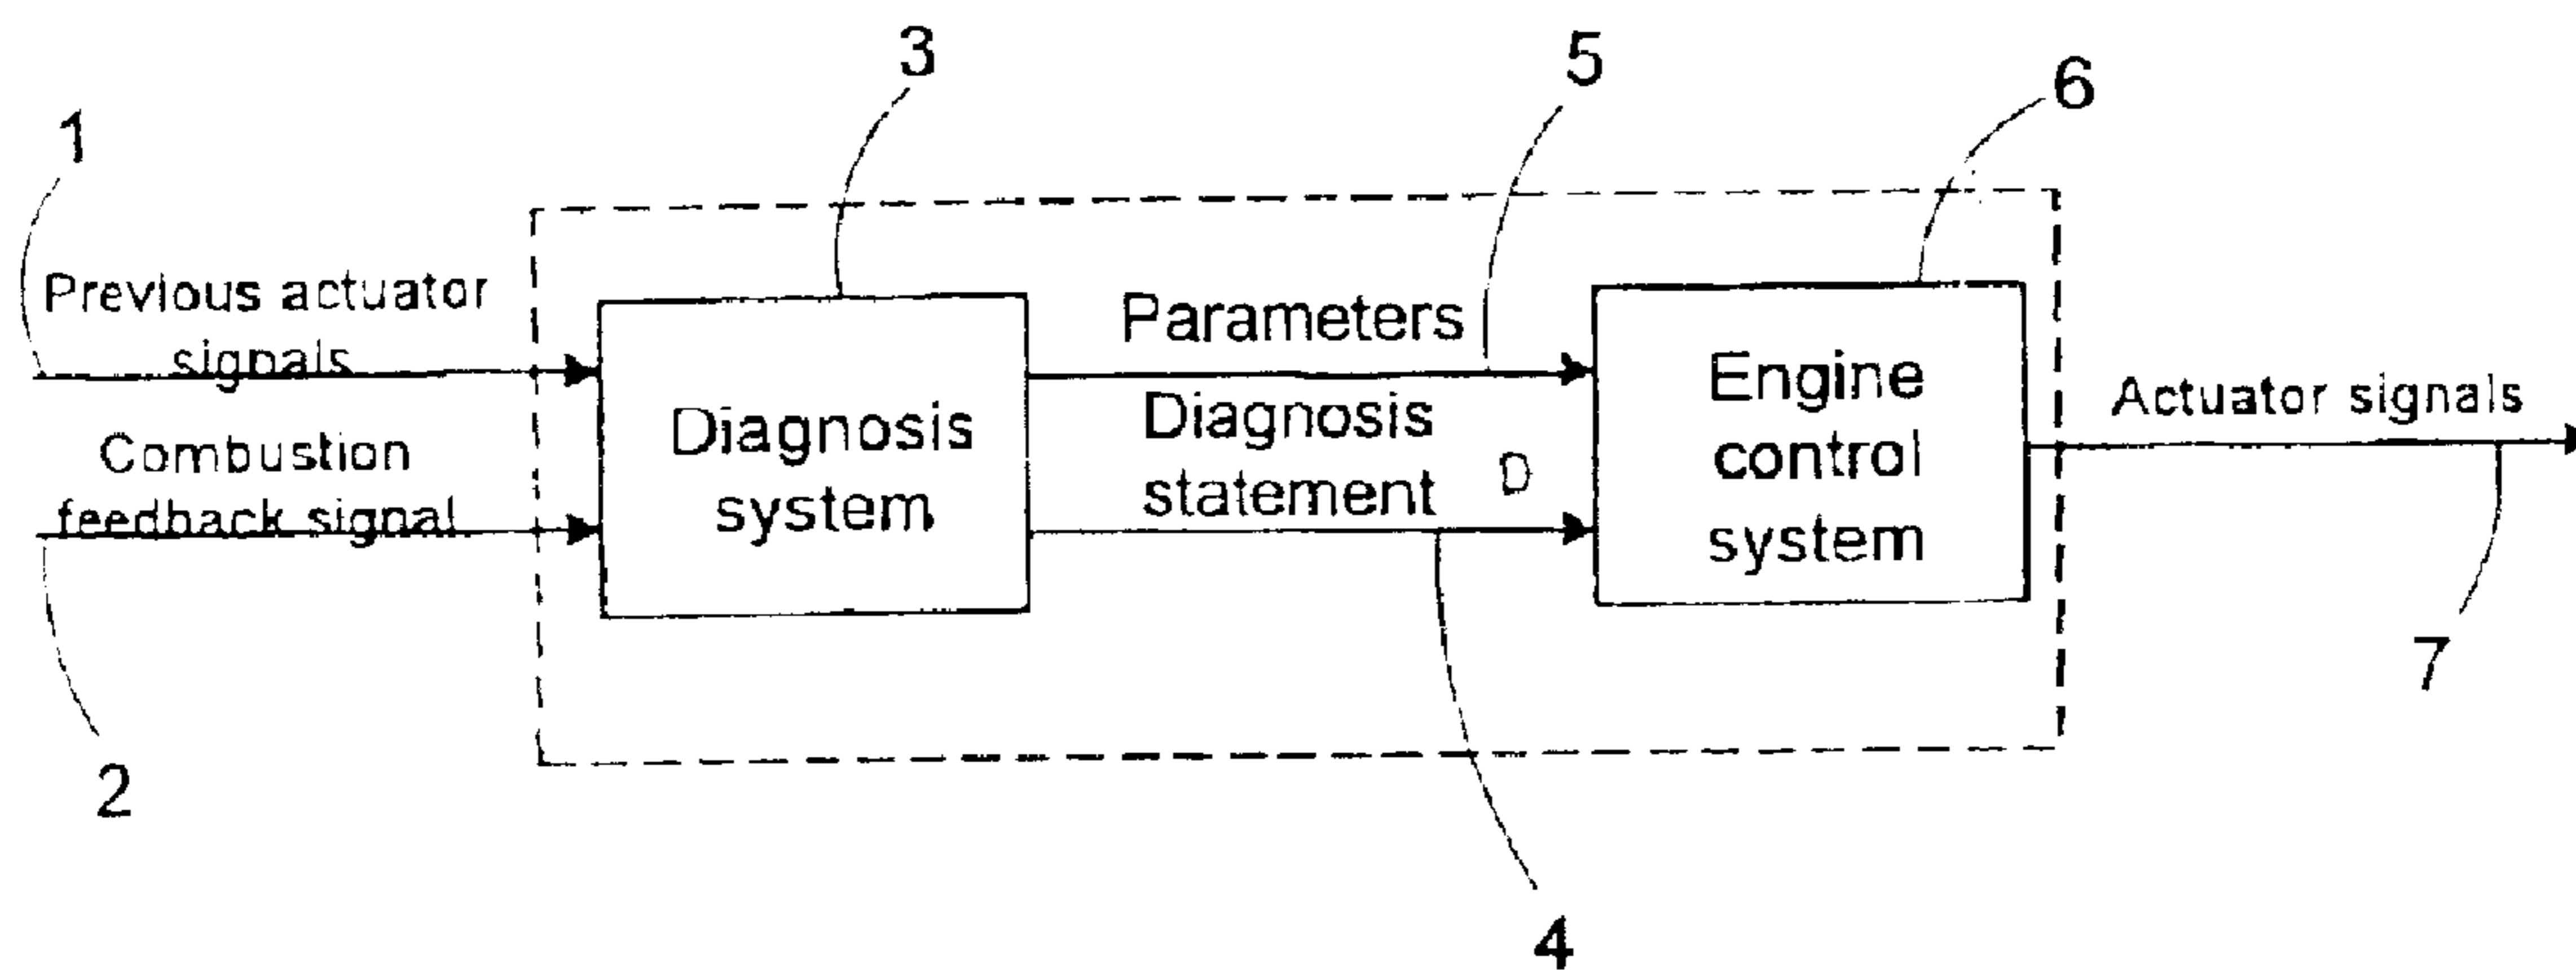 3
5
6
1
Previous actuator
signals
Combustion
feedback signal
Diagnosis
system
Parameters
Diagnosis
statement D
Engine
control
system
Actuator signals
7
2
4